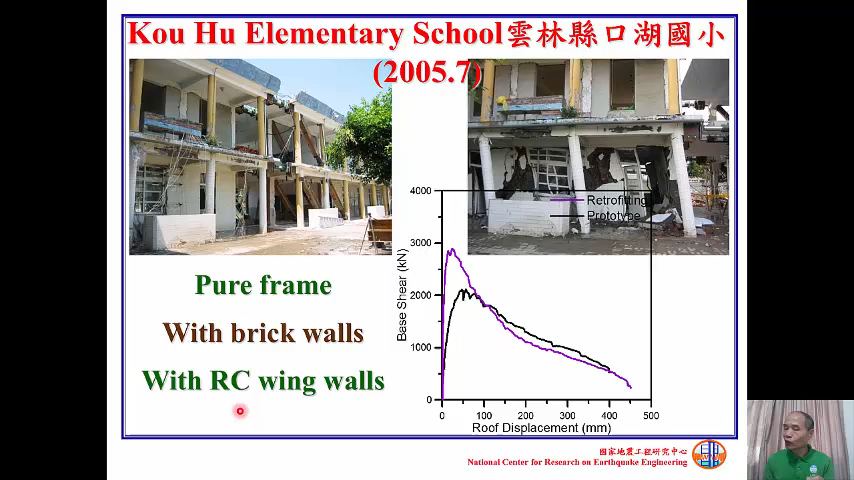 Kou Hu Elementary School雲林縣口湖國小
(2005.7)
Pure frame
With brick walls
With RC wing walls
4000
3000
2000
1000
0
Base Shear (kN)
Retrofitting
Prototype
0 100 200 300 400 500
Roof Displacement (mm)
國家地震工程研究中心
National Center for Research on Earthquake Engineering